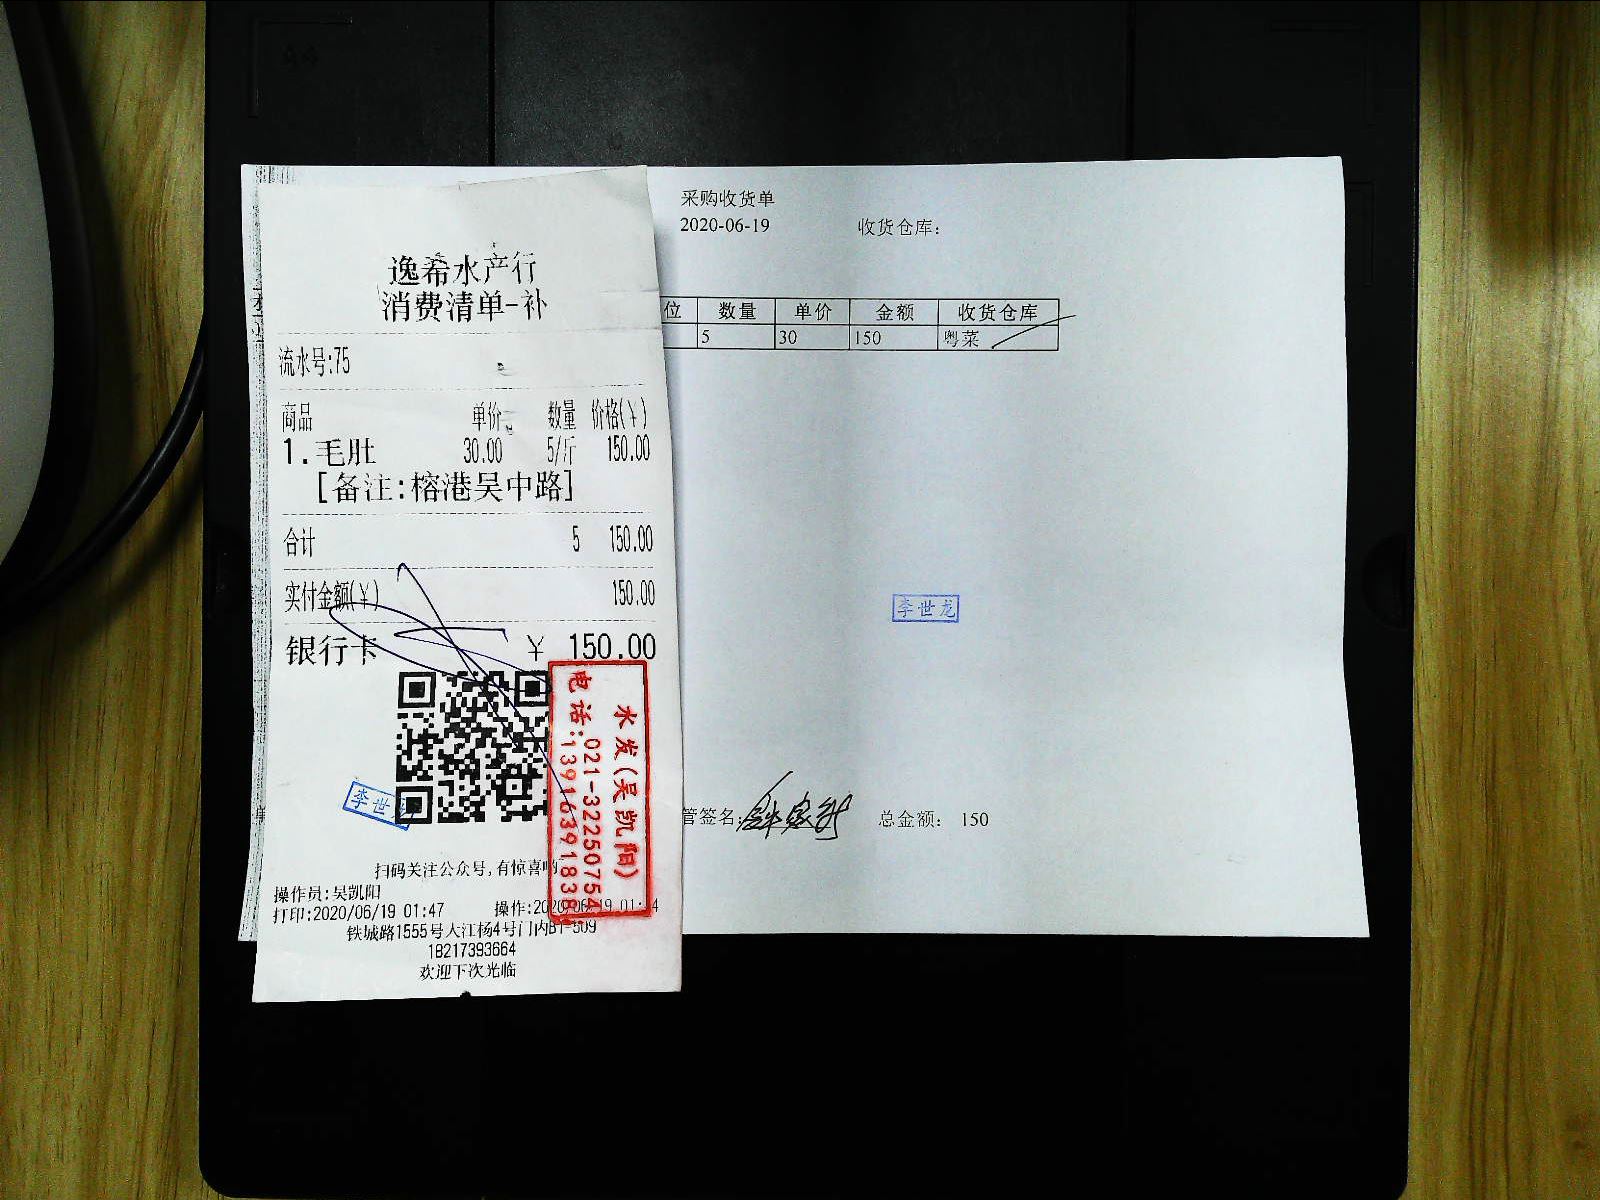 逸希水产行
消费清单-补
流水号:75
商品 单价 数量 价格(¥)
1.毛肚 30.00 5/斤 150.00
[备注:榕港吴中路]
合计 5 150.00
实付金额(¥) 150.00
银行卡 ¥ 150.00
水发(吴凯阳)
电话:021-32250754
13916391838
李世
扫码关注公众号,有惊喜哟
操作员:吴凯阳
打印:2020/06/19 01:47 操作:2020/06/19 01:
铁城路1555号大江杨4号门内B1-509
18217393664
欢迎下次光临
采购收货单
2020-06-19 收货仓库:
位 数量 单价 金额 收货仓库
5 30 150 粤菜
李世龙
管签名: 总金额: 150